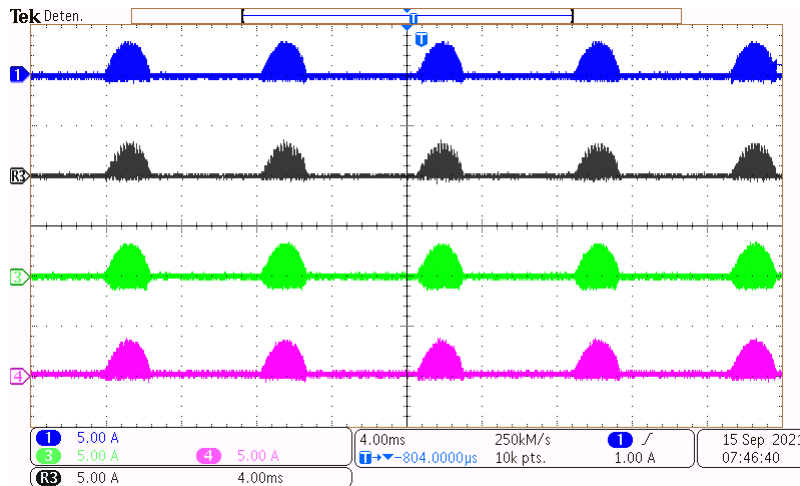 Tek Deten.
T
T
1
R3
3
4
1 5.00 A
3 5.00 A 4 5.00 A
R3 5.00 A 4.00ms
4.00ms 250kM/s 1 /
T→▼−804.0000µs 10k pts. 1.00 A
15 Sep 2021
07:46:40